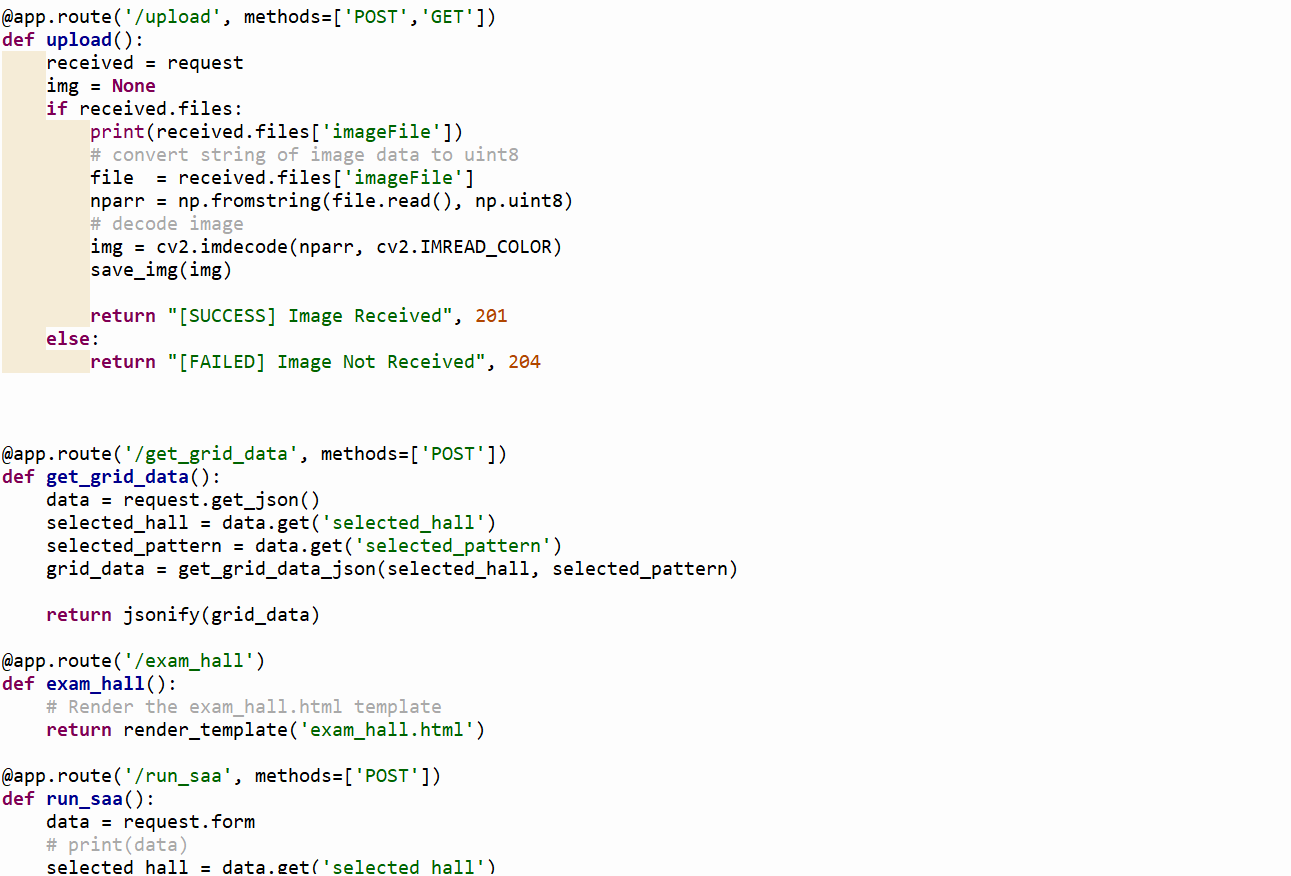 @app.route('/upload', methods=['POST','GET'])
def upload():
    received = request
    img = None
    if received.files:
        print(received.files['imageFile'])
        # convert string of image data to uint8
        file  = received.files['imageFile']
        nparr = np.fromstring(file.read(), np.uint8)
        # decode image
        img = cv2.imdecode(nparr, cv2.IMREAD_COLOR)
        save_img(img)

        return "[SUCCESS] Image Received", 201
    else:
        return "[FAILED] Image Not Received", 204

@app.route('/get_grid_data', methods=['POST'])
def get_grid_data():
    data = request.get_json()
    selected_hall = data.get('selected_hall')
    selected_pattern = data.get('selected_pattern')
    grid_data = get_grid_data_json(selected_hall, selected_pattern)

    return jsonify(grid_data)

@app.route('/exam_hall')
def exam_hall():
    # Render the exam_hall.html template
    return render_template('exam_hall.html')

@app.route('/run_saa', methods=['POST'])
def run_saa():
    data = request.form
    # print(data)
    selected_hall = data.get('selected_hall')